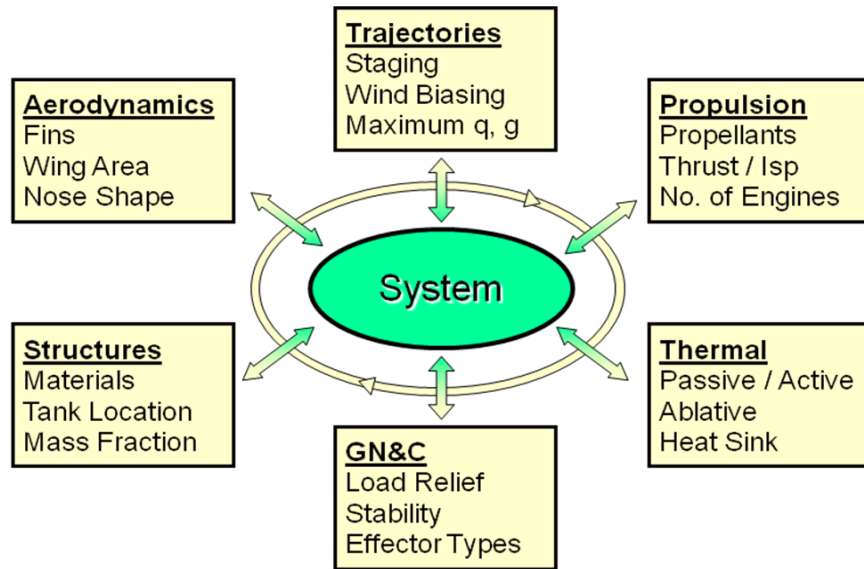 Trajectories
Staging
Wind Biasing
Maximum q, g
Aerodynamics
Fins
Wing Area
Nose Shape
Propulsion
Propellants
Thrust / Isp
No. of Engines
System
Structures
Materials
Tank Location
Mass Fraction
Thermal
Passive / Active
Ablative
Heat Sink
GN&C
Load Relief
Stability
Effector Types